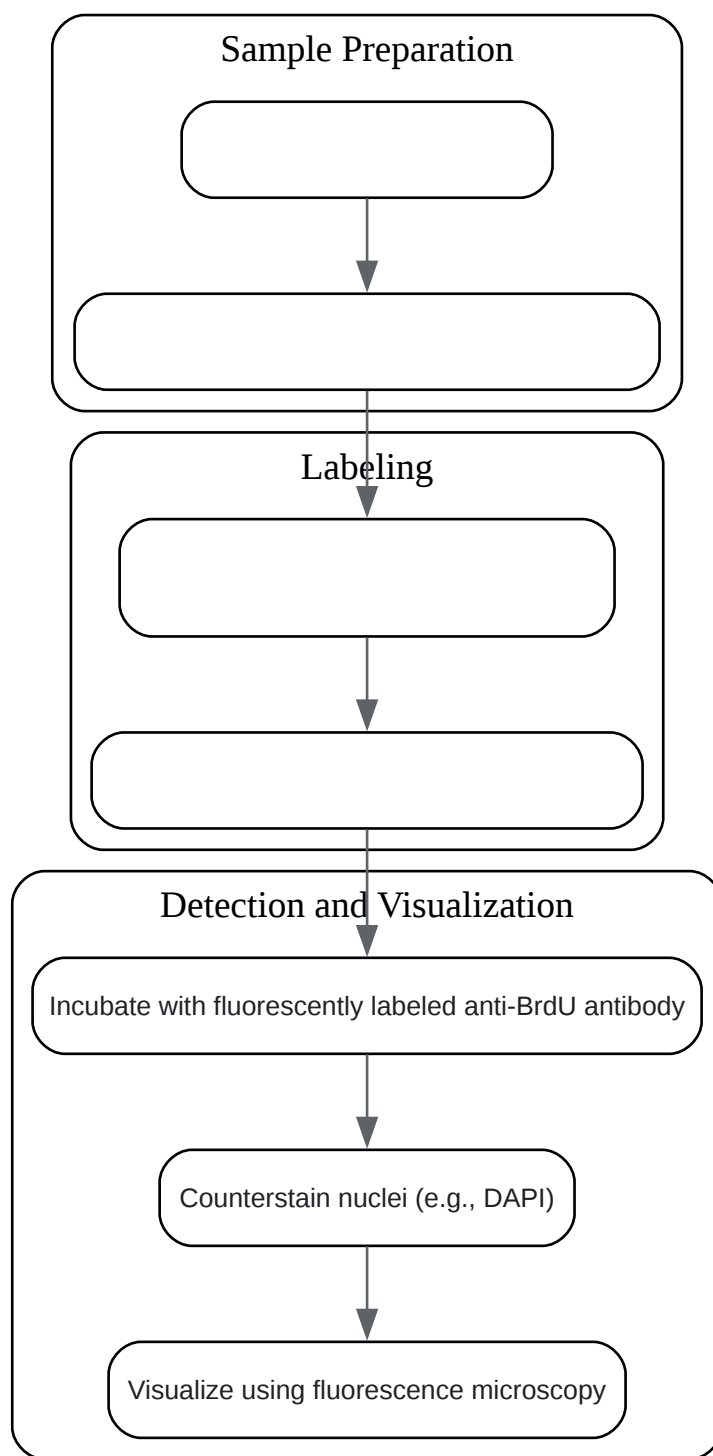 Sample Preparation
Labeling
Detection and Visualization
Incubate with fluorescently labeled anti-BrdU antibody
Counterstain nuclei (e.g., DAPI)
Visualize using fluorescence microscopy